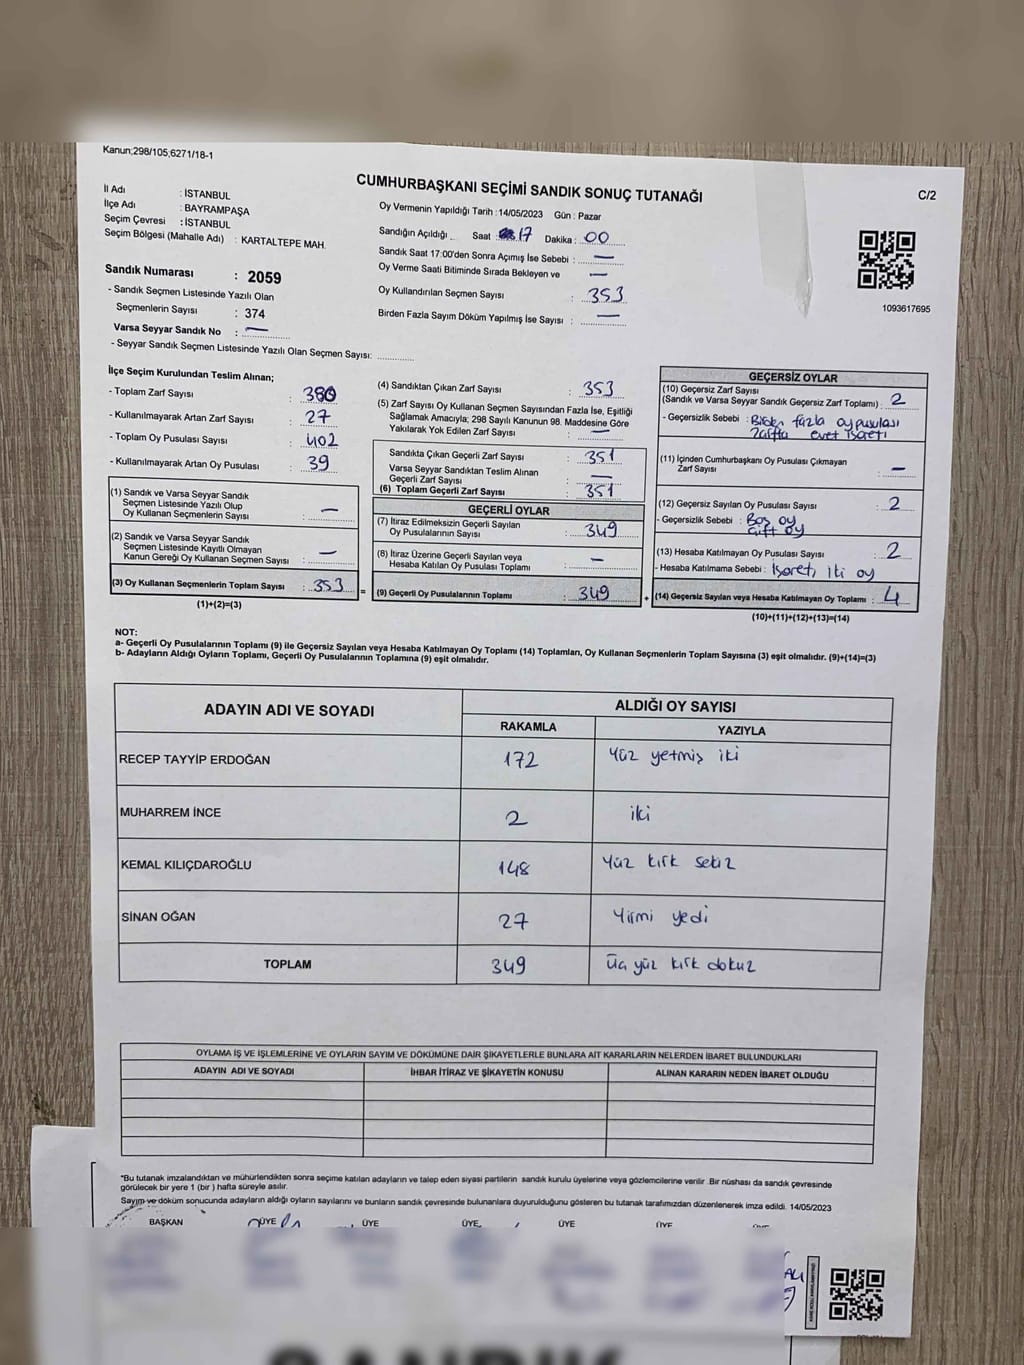 Kanun;298/105;6271/18-1
CUMHURBAŞKANI SEÇİMİ SANDIK SONUÇ TUTANAĞI
C/2
İl Adı : İSTANBUL
İlçe Adı : BAYRAMPAŞA
Seçim Çevresi : İSTANBUL
Seçim Bölgesi (Mahalle Adı) : KARTALTEPE MAH.
Sandık Numarası : 2059
- Sandık Seçmen Listesinde Yazılı Olan
Seçmenlerin Sayısı : 374
Varsa Seyyar Sandık No : —
- Seyyar Sandık Seçmen Listesinde Yazılı Olan Seçmen Sayısı:
Oy Vermenin Yapıldığı Tarih :14/05/2023 Gün : Pazar
Sandığın Açıldığı Saat 17 Dakika : 00
Sandık Saat 17:00'den Sonra Açımış İse Sebebi : —
Oy Verme Saati Bitiminde Sırada Bekleyen ve —
Oy Kullandırılan Seçmen Sayısı : 353
Birden Fazla Sayım Döküm Yapılmış İse Sayısı : —
1093617695
İlçe Seçim Kurulundan Teslim Alınan;
- Toplam Zarf Sayısı : 380
- Kullanılmayarak Artan Zarf Sayısı : 27
- Toplam Oy Pusulası Sayısı : 402
- Kullanılmayarak Artan Oy Pusulası : 39
(1) Sandık ve Varsa Seyyar Sandık
Seçmen Listesinde Yazılı Olup
Oy Kullanan Seçmenlerin Sayısı : —
(2) Sandık ve Varsa Seyyar Sandık
Seçmen Listesinde Kayıtlı Olmayan
Kanun Gereği Oy Kullanan Seçmen Sayısı : —
(3) Oy Kullanan Seçmenlerin Toplam Sayısı : 353 =
(1)+(2)=(3)
(4) Sandıktan Çıkan Zarf Sayısı : 353
(5) Zarf Sayısı Oy Kullanan Seçmen Sayısından Fazla İse, Eşitliği
Sağlamak Amacıyla; 298 Sayılı Kanunun 98. Maddesine Göre
Yakılarak Yok Edilen Zarf Sayısı : —
Sandıkta Çıkan Geçerli Zarf Sayısı : 351
Varsa Seyyar Sandıktan Teslim Alınan
Geçerli Zarf Sayısı : —
(6) Toplam Geçerli Zarf Sayısı : 351
GEÇERLİ OYLAR
(7) İtiraz Edilmeksizin Geçerli Sayılan
Oy Pusulalarının Sayısı : 349
(8) İtiraz Üzerine Geçerli Sayılan veya
Hesaba Katılan Oy Pusulası Toplamı : —
(9) Geçerli Oy Pusulalarının Toplamı : 349 +
GEÇERSİZ OYLAR
(10) Geçersiz Zarf Sayısı
(Sandık ve Varsa Seyyar Sandık Geçersiz Zarf Toplamı) : 2
- Geçersizlik Sebebi : Birden fazla oy pusulası
Zarfta evet işareti
(11) İçinden Cumhurbaşkanı Oy Pusulası Çıkmayan
Zarf Sayısı : —
(12) Geçersiz Sayılan Oy Pusulası Sayısı : 2
- Geçersizlik Sebebi : Boş oy
Çift oy
(13) Hesaba Katılmayan Oy Pusulası Sayısı : 2
- Hesaba Katılmama Sebebi : İşareti iki oy
(14) Geçersiz Sayılan veya Hesaba Katılmayan Oy Toplamı : 4
(10)+(11)+(12)+(13)=(14)
NOT:
a- Geçerli Oy Pusulalarının Toplamı (9) ile Geçersiz Sayılan veya Hesaba Katılmayan Oy Toplamı (14) Toplamları, Oy Kullanan Seçmenlerin Toplam Sayısına (3) eşit olmalıdır. (9)+(14)=(3)
b- Adayların Aldığı Oyların Toplamı, Geçerli Oy Pusulalarının Toplamına (9) eşit olmalıdır.
ADAYIN ADI VE SOYADI ALDIĞI OY SAYISI
RAKAMLA YAZIYLA
RECEP TAYYİP ERDOĞAN 172 Yüz yetmiş iki
MUHARREM İNCE 2 iki
KEMAL KILIÇDAROĞLU 148 Yüz kırk sekiz
SİNAN OĞAN 27 Yirmi yedi
TOPLAM 349 Üç yüz kırk dokuz
OYLAMA İŞ VE İŞLEMLERİNE VE OYLARIN SAYIM VE DÖKÜMÜNE DAİR ŞİKAYETLERLE BUNLARA AİT KARARLARIN NELERDEN İBARET BULUNDUKLARI
ADAYIN ADI VE SOYADI İHBAR İTİRAZ VE ŞİKAYETİN KONUSU ALINAN KARARIN NEDEN İBARET OLDUĞU
*Bu tutanak imzalandıktan ve mühürlendikten sonra seçime katılan adayların ve talep eden siyasi partilerin sandık kurulu üyelerine veya gözlemcilerine verilir .Bir nüshası da sandık çevresinde
görülecek bir yere 1 (bir ) hafta süreyle asılır.
Sayım ve döküm sonucunda adayların aldığı oyların sayılarını ve bunların sandık çevresinde bulunanlara duyurulduğunu gösteren bu tutanak tarafımızdan düzenlenerek imza edildi. 14/05/2023
BAŞKAN ÜYE ÜYE ÜYE ÜYE ÜYE